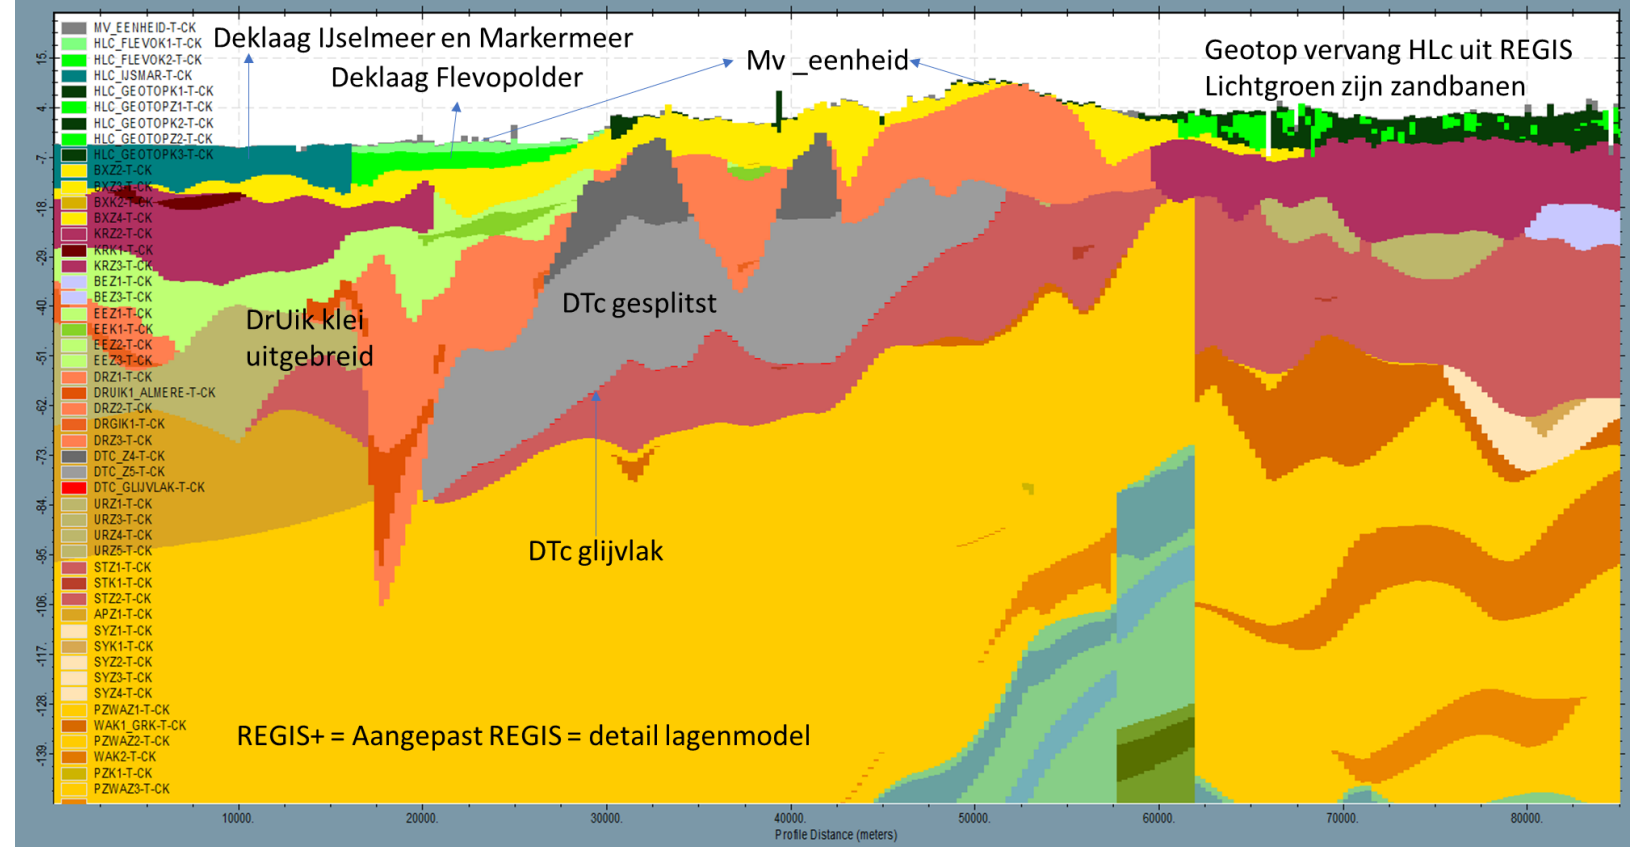 MV_EENHEID-T-CK
HLC_FLEVOK1-T-CK
HLC_FLEVOK2-T-CK
HLC_IJSMAR-T-CK
HLC_GEOTOPK1-T-CK
HLC_GEOTOPZ1-T-CK
HLC_GEOTOPK2-T-CK
HLC_GEOTOPZ2-T-CK
HLC_GEOTOPK3-T-CK
BXZ2-T-CK
BXZ3-T-CK
BXK2-T-CK
BXZ4-T-CK
KRZ2-T-CK
KRK1-T-CK
KRZ3-T-CK
BEZ1-T-CK
BEZ3-T-CK
EEZ1-T-CK
EEK1-T-CK
EEZ2-T-CK
EEZ3-T-CK
DRZ1-T-CK
DRUIK1_ALMERE-T-CK
DRZ2-T-CK
DRGIK1-T-CK
DRZ3-T-CK
DTC_Z4-T-CK
DTC_Z5-T-CK
DTC_GLIJVLAK-T-CK
URZ1-T-CK
URZ3-T-CK
URZ4-T-CK
URZ5-T-CK
STZ1-T-CK
STK1-T-CK
STZ2-T-CK
APZ1-T-CK
SYZ1-T-CK
SYK1-T-CK
SYZ2-T-CK
SYZ3-T-CK
SYZ4-T-CK
PZWAZ1-T-CK
WAK1_GRK-T-CK
PZWAZ2-T-CK
WAK2-T-CK
PZK1-T-CK
PZWAZ3-T-CK
Deklaag IJselmeer en Markermeer
Deklaag Flevopolder
Mv _eenheid
Geotop vervang HLc uit REGIS
Lichtgroen zijn zandbanen
DrUik klei
uitgebreid
DTc gesplitst
DTc glijvlak
REGIS+ = Aangepast REGIS = detail lagenmodel
15.
4.
-7.
-18.
-29.
-40.
-51.
-62.
-73.
-84.
-95.
-106.
-117.
-128.
-139.
10000. 20000. 30000. 40000. 50000. 60000. 70000. 80000.
Profile Distance (meters)